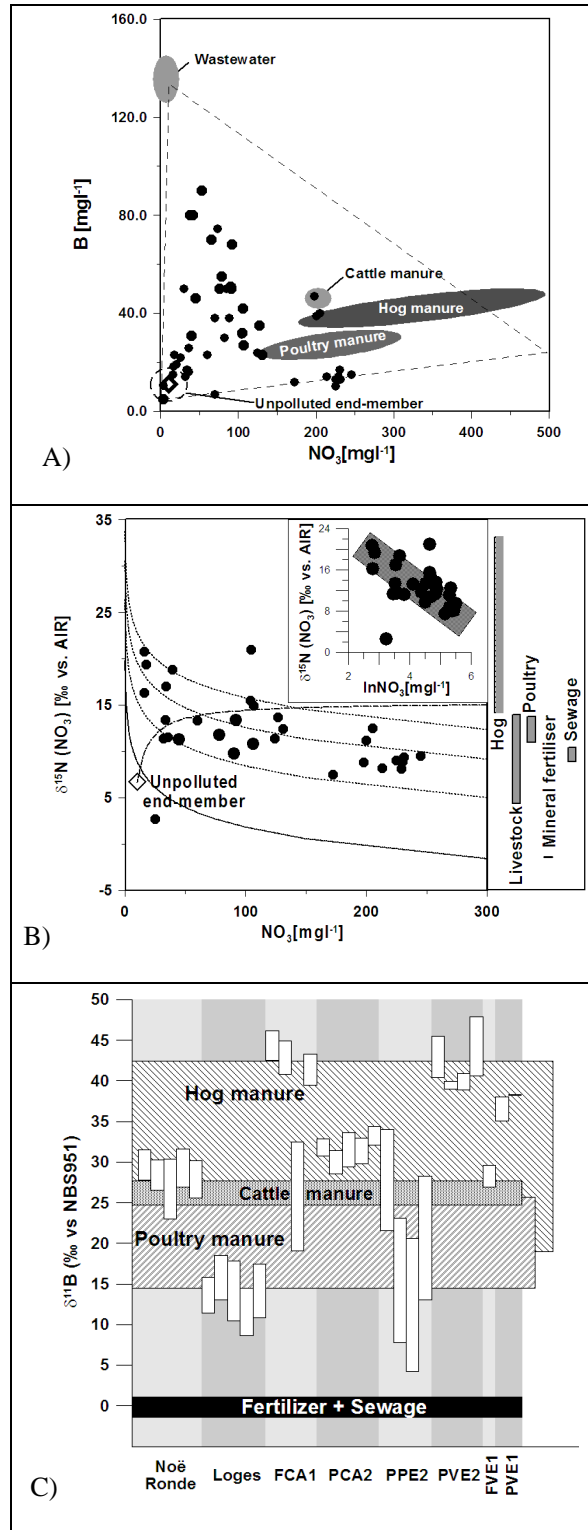 160.0
120.0
80.0
40.0
0.0
B [mgl-1]
Wastewater
Cattle manure
Hog manure
Poultry manure
Unpolluted end-member
0 100 200 300 400 500
NO3[mgl-1]
A)
35
25
15
5
-5
δ15N (NO3) [‰ vs. AIR]
24
20
16
12
8
4
0
δ15N (NO3) [‰ vs. AIR]
2 4 6
lnNO3[mgl-1]
Unpolluted
end-member
0 100 200 300
NO3[mgl-1]
Hog
Livestock
Poultry
Mineral fertiliser
Sewage
B)
50
45
40
35
30
25
20
15
10
5
0
δ11B (‰ vs NBS951)
Hog manure
Cattle manure
Poultry manure
Fertilizer + Sewage
Noë
Ronde
Loges
FCA1
PCA2
PPE2
PVE2
FVE1
PVE1
C)